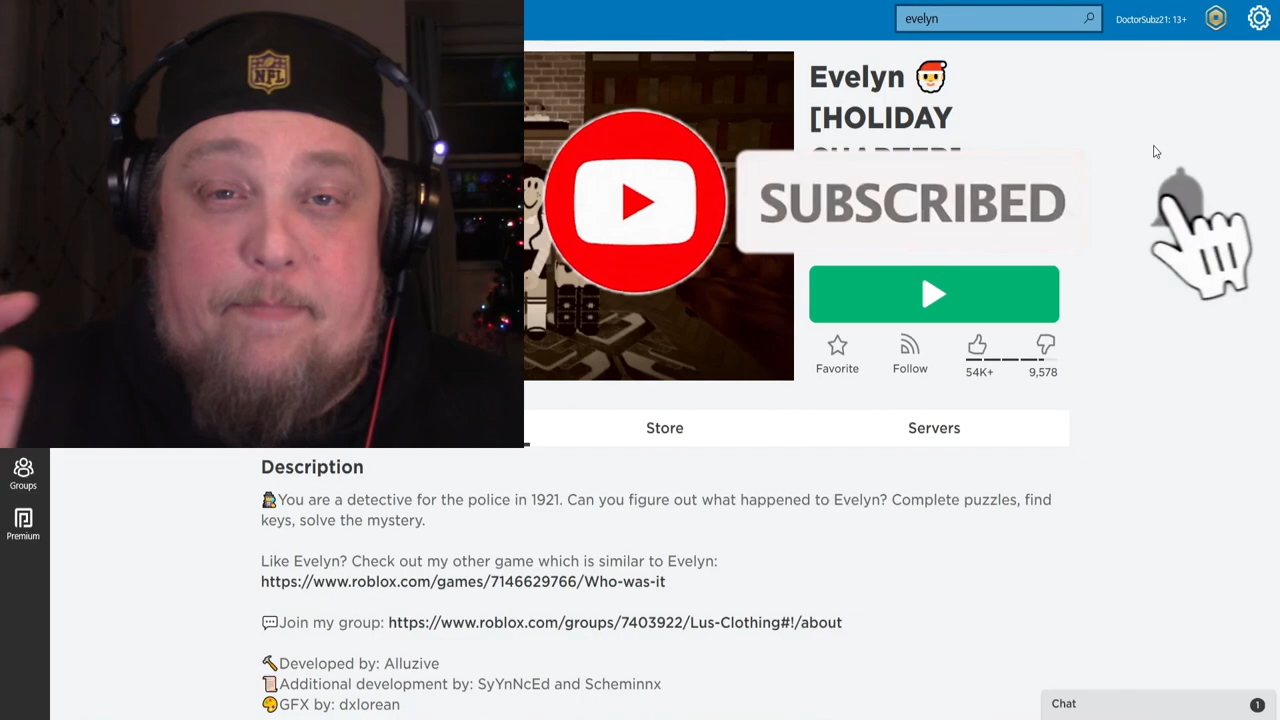 NFL
evelyn
DoctorSubz21: 13+
Evelyn 🎅
[HOLIDAY
SUBSCRIBED
Favorite
Follow
54K+
9,578
Store
Servers
Groups
Premium
Description
🕵️You are a detective for the police in 1921. Can you figure out what happened to Evelyn? Complete puzzles, find
keys, solve the mystery.
Like Evelyn? Check out my other game which is similar to Evelyn:
https://www.roblox.com/games/7146629766/Who-was-it
💬Join my group: https://www.roblox.com/groups/7403922/Lus-Clothing#!/about
🔨Developed by: Alluzive
📜Additional development by: SyYnNcEd and Scheminnx
🎨GFX by: dxlorean
Chat
1